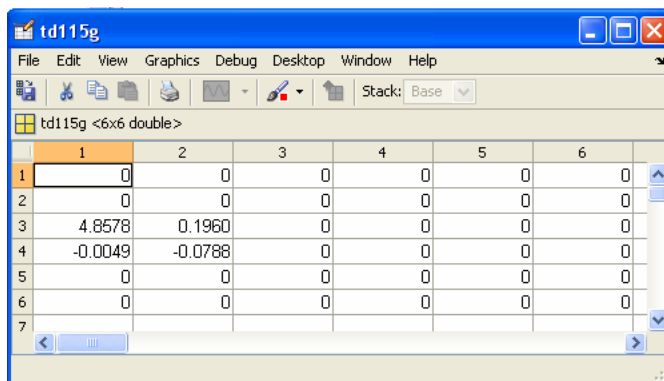 td115g
File Edit View Graphics Debug Desktop Window Help
Stack: Base
td115g <6x6 double>
1 2 3 4 5 6
1 0 0 0 0 0 0
2 0 0 0 0 0 0
3 4.8578 0.1960 0 0 0 0
4 -0.0049 -0.0788 0 0 0 0
5 0 0 0 0 0 0
6 0 0 0 0 0 0
7